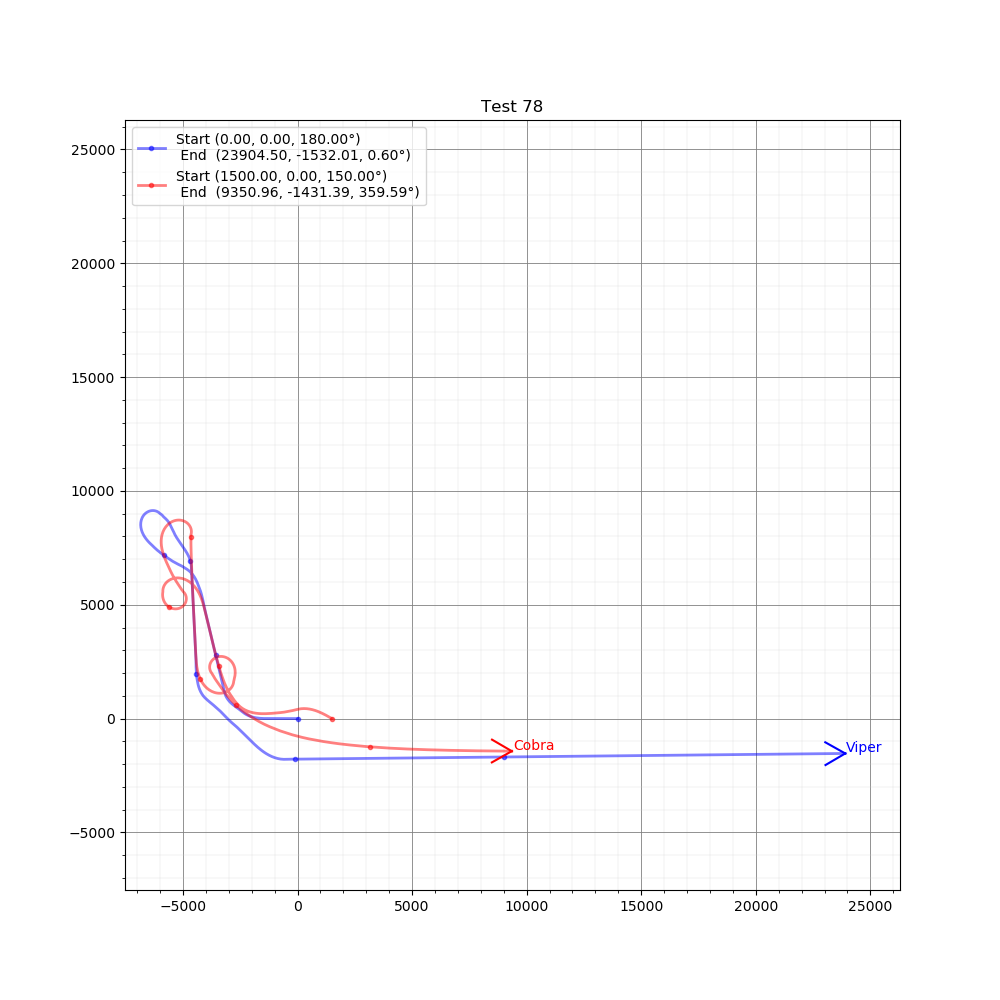 Test 78
Start (0.00, 0.00, 180.00°)
End (23904.50, -1532.01, 0.60°)
Start (1500.00, 0.00, 150.00°)
End (9350.96, -1431.39, 359.59°)
25000
20000
15000
10000
5000
0
−5000
Cobra
Viper
−5000 0 5000 10000 15000 20000 25000